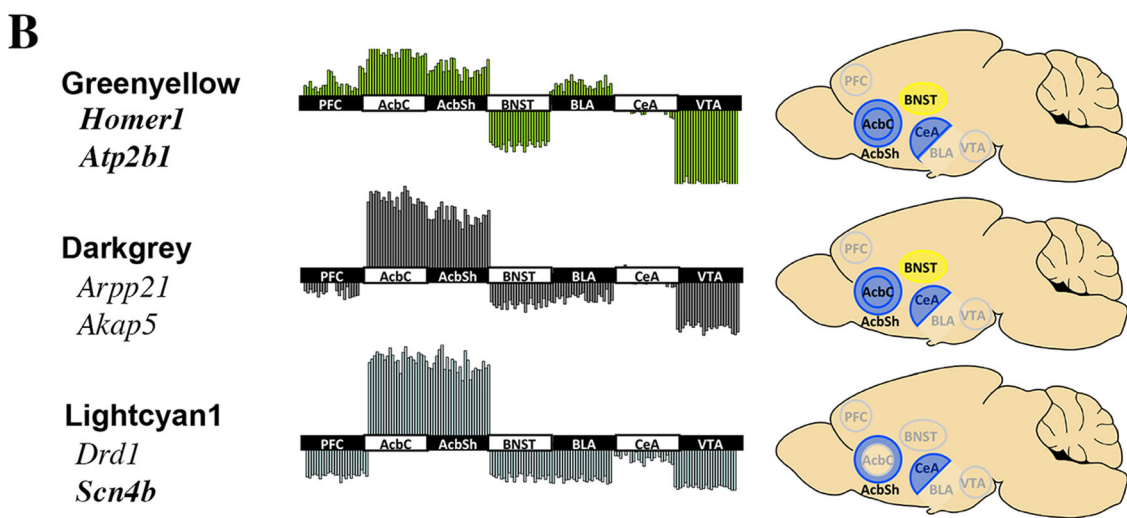 B
Greenyellow
Homer1
Atp2b1
PFC AcbC AcbSh BNST BLA CeA VTA
PFC
BNST
AcbC
CeA
VTA
BLA
AcbSh
Darkgrey
Arpp21
Akap5
PFC AcbC AcbSh BNST BLA CeA VTA
PFC
BNST
AcbC
CeA
VTA
BLA
AcbSh
Lightcyan1
Drd1
Scn4b
PFC AcbC AcbSh BNST BLA CeA VTA
PFC
BNST
AcbC
CeA
VTA
BLA
AcbSh